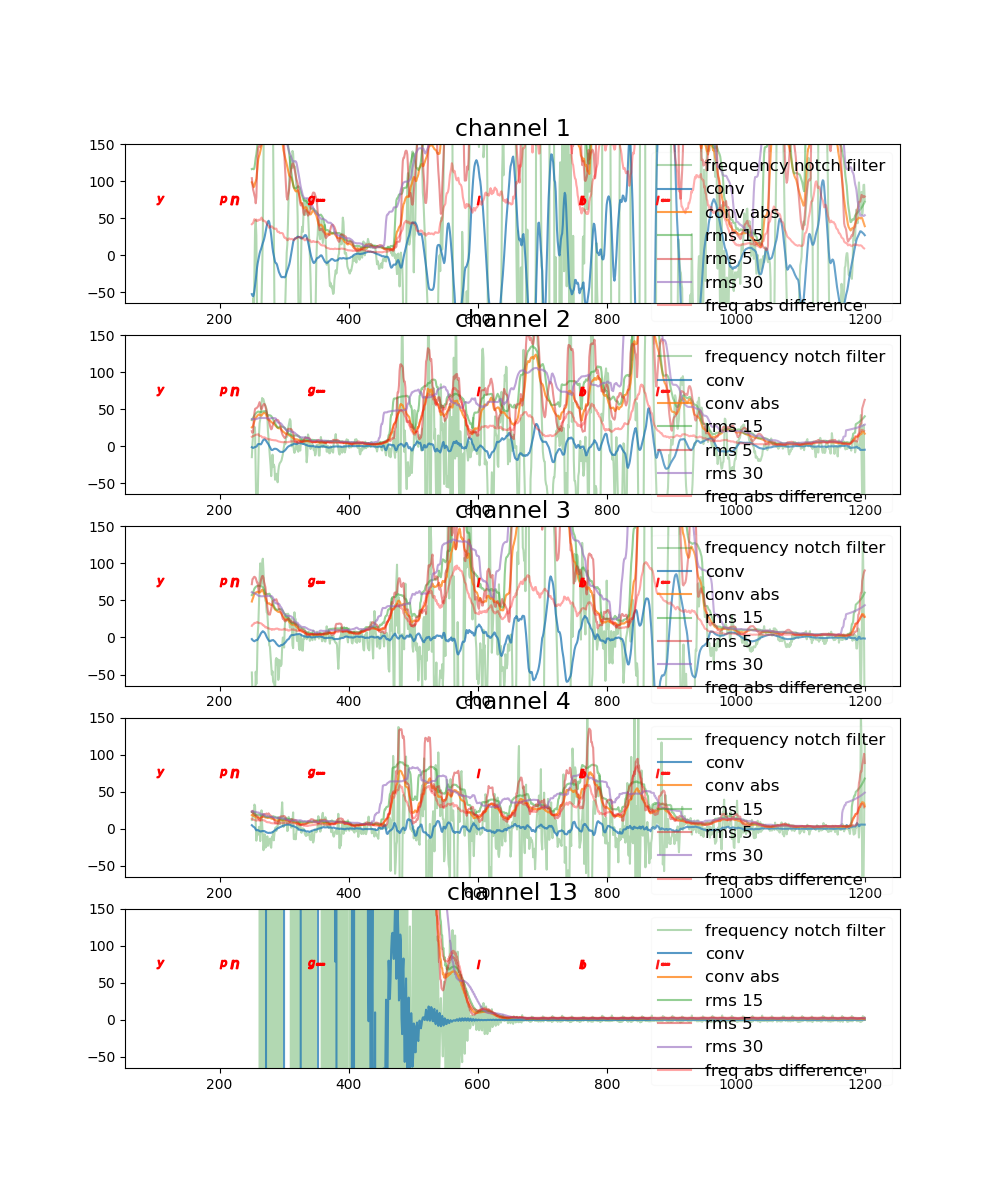 channel 1
150
100
50
0
−50
y p n g l l
frequency notch filter
conv
conv abs
rms 15
rms 5
rms 30
freq abs difference
200 400 600 800 1000 1200
channel 2
150
100
50
0
−50
y p n g l l
frequency notch filter
conv
conv abs
rms 15
rms 5
rms 30
freq abs difference
200 400 600 800 1000 1200
channel 3
150
100
50
0
−50
y p n g l l
frequency notch filter
conv
conv abs
rms 15
rms 5
rms 30
freq abs difference
200 400 600 800 1000 1200
channel 4
150
100
50
0
−50
y p n g l l
frequency notch filter
conv
conv abs
rms 15
rms 5
rms 30
freq abs difference
200 400 600 800 1000 1200
channel 13
150
100
50
0
−50
y p n g l l
frequency notch filter
conv
conv abs
rms 15
rms 5
rms 30
freq abs difference
200 400 600 800 1000 1200